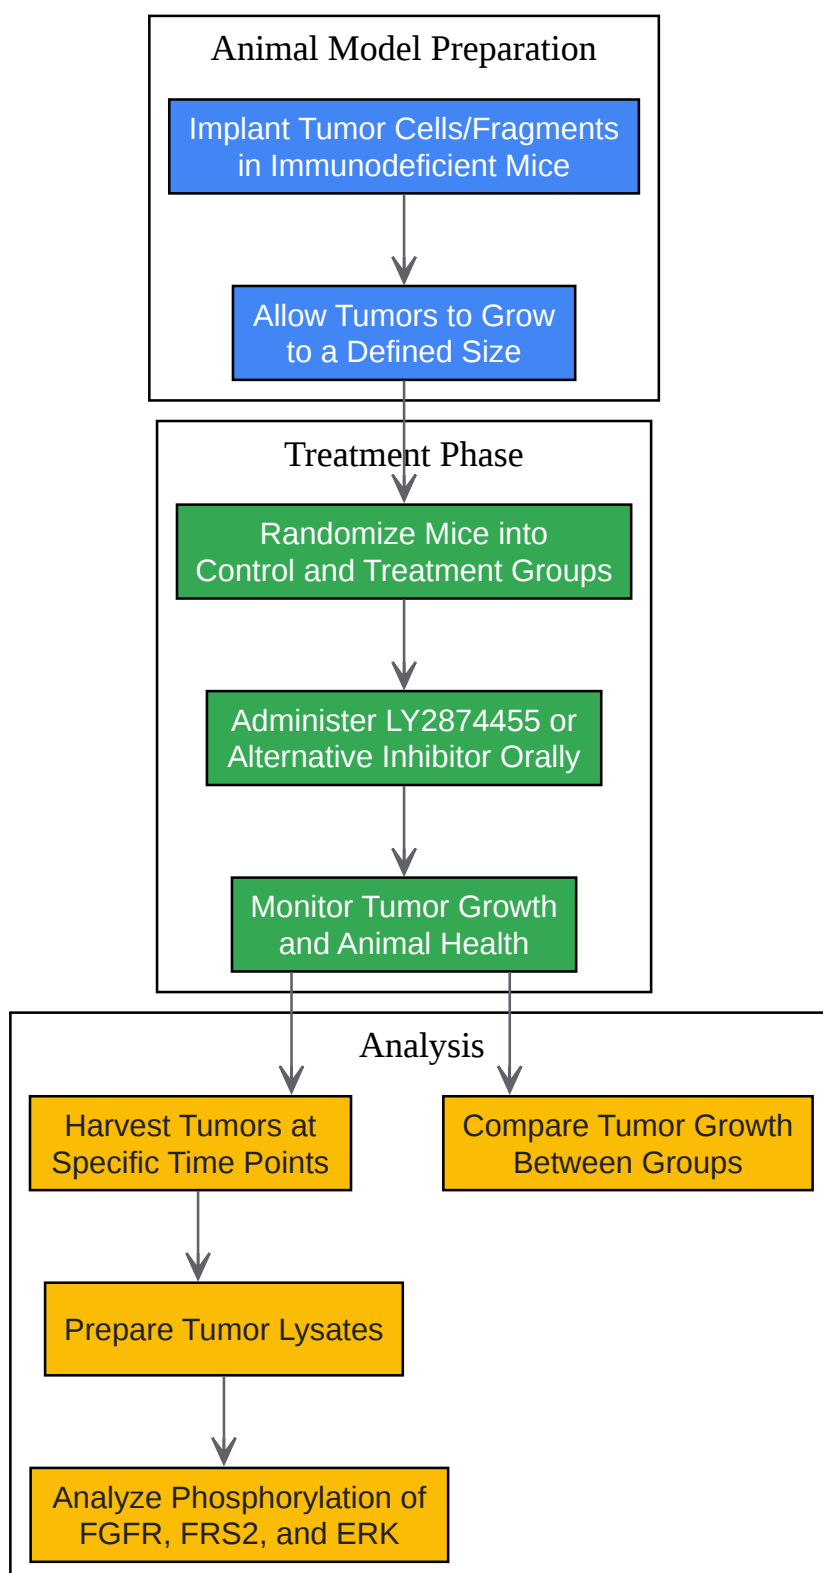 Animal Model Preparation
Implant Tumor Cells/Fragments
in Immunodeficient Mice
Allow Tumors to Grow
to a Defined Size
Treatment Phase
Randomize Mice into
Control and Treatment Groups
Administer LY2874455 or
Alternative Inhibitor Orally
Monitor Tumor Growth
and Animal Health
Analysis
Harvest Tumors at
Specific Time Points
Compare Tumor Growth
Between Groups
Prepare Tumor Lysates
Analyze Phosphorylation of
FGFR, FRS2, and ERK